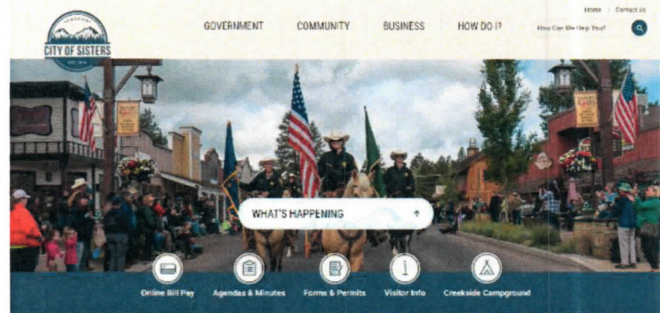 Home | Contact Us
GOVERNMENT COMMUNITY BUSINESS HOW DO I?
How Can We Help You?
CITY OF SISTERS
WHAT'S HAPPENING
Online Bill Pay Agendas & Minutes Forms & Permits Visitor Info Creekside Campground